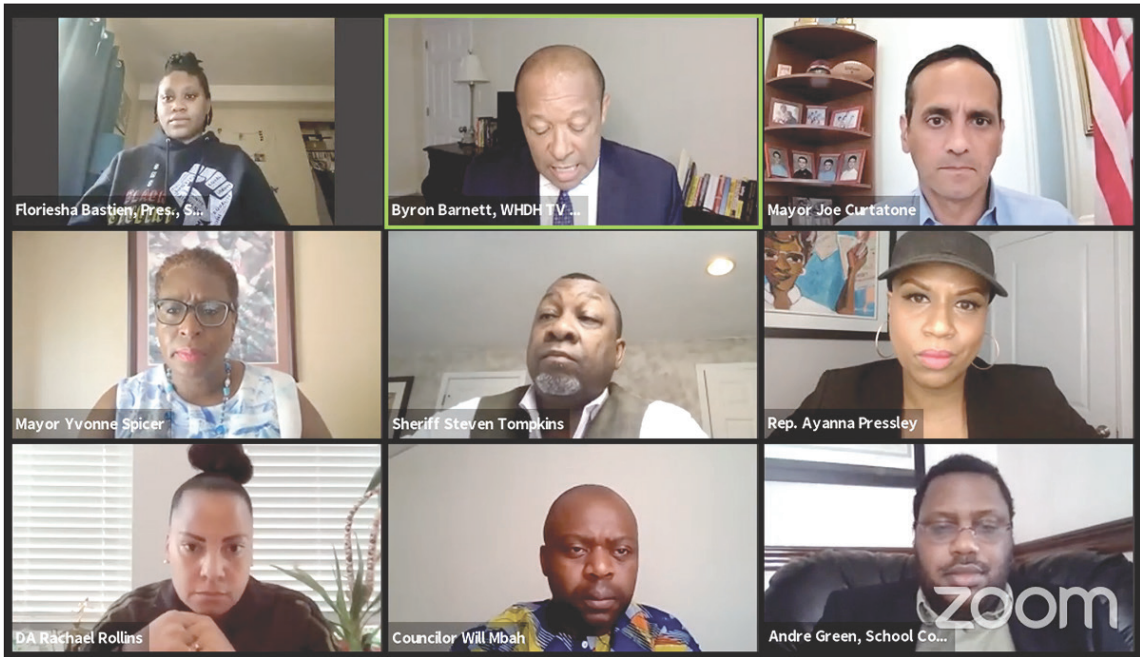 Floriesha Bastien, Pres., S...
Byron Barnett, WHDH TV ...
Mayor Joe Curtatone
Mayor Yvonne Spicer
Sheriff Steven Tompkins
Rep. Ayanna Pressley
DA Rachael Rollins
Councilor Will Mbah
Andre Green, School Co...
zoom